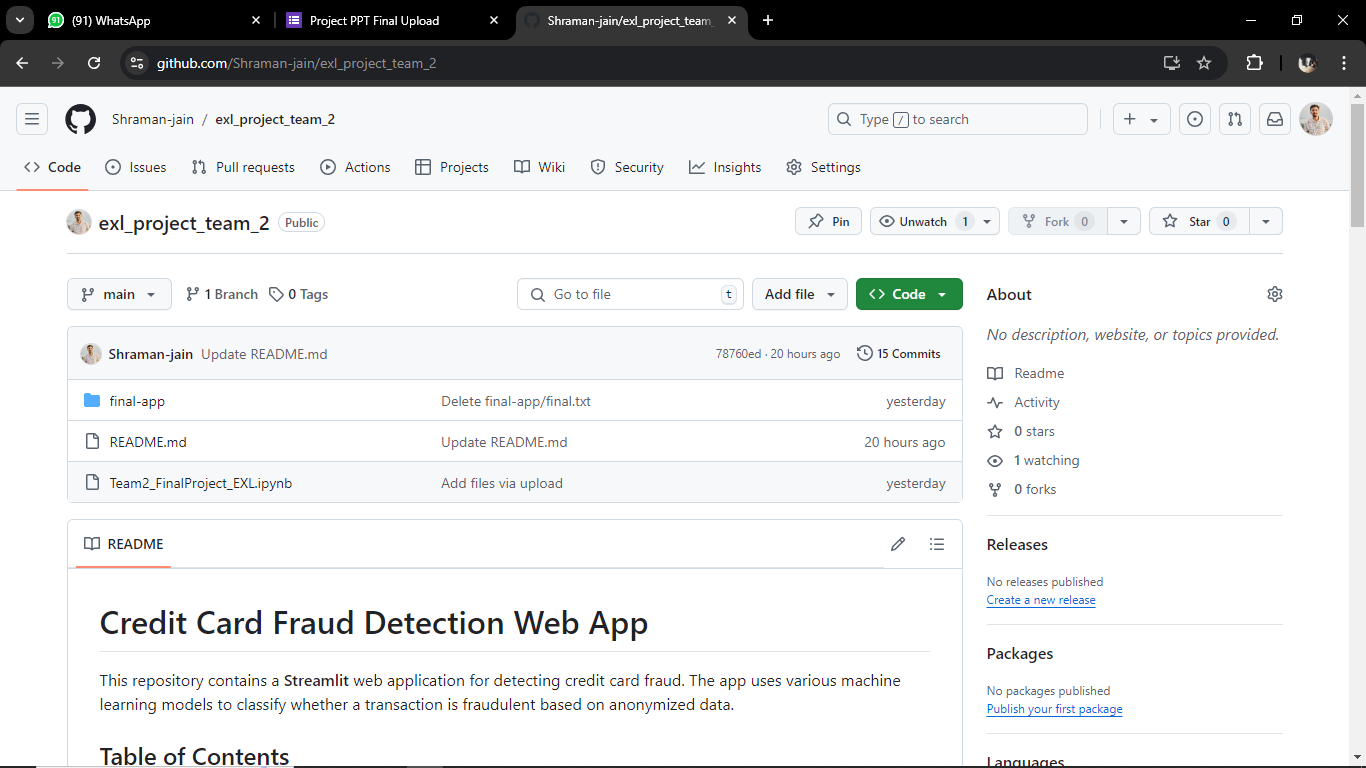 (91) WhatsApp
Project PPT Final Upload
Shraman-jain/exl_project_team_
github.com/Shraman-jain/exl_project_team_2
Shraman-jain / exl_project_team_2
Type / to search
Code
Issues
Pull requests
Actions
Projects
Wiki
Security
Insights
Settings
exl_project_team_2 Public
Pin
Unwatch 1
Fork 0
Star 0
main
1 Branch
0 Tags
Go to file t
Add file
Code
Shraman-jain Update README.md 78760ed · 20 hours ago 15 Commits
final-app Delete final-app/final.txt yesterday
README.md Update README.md 20 hours ago
Team2_FinalProject_EXL.ipynb Add files via upload yesterday
README
Credit Card Fraud Detection Web App
This repository contains a Streamlit web application for detecting credit card fraud. The app uses various machine
learning models to classify whether a transaction is fraudulent based on anonymized data.
Table of Contents
About
No description, website, or topics provided.
Readme
Activity
0 stars
1 watching
0 forks
Releases
No releases published
Create a new release
Packages
No packages published
Publish your first package
Languages